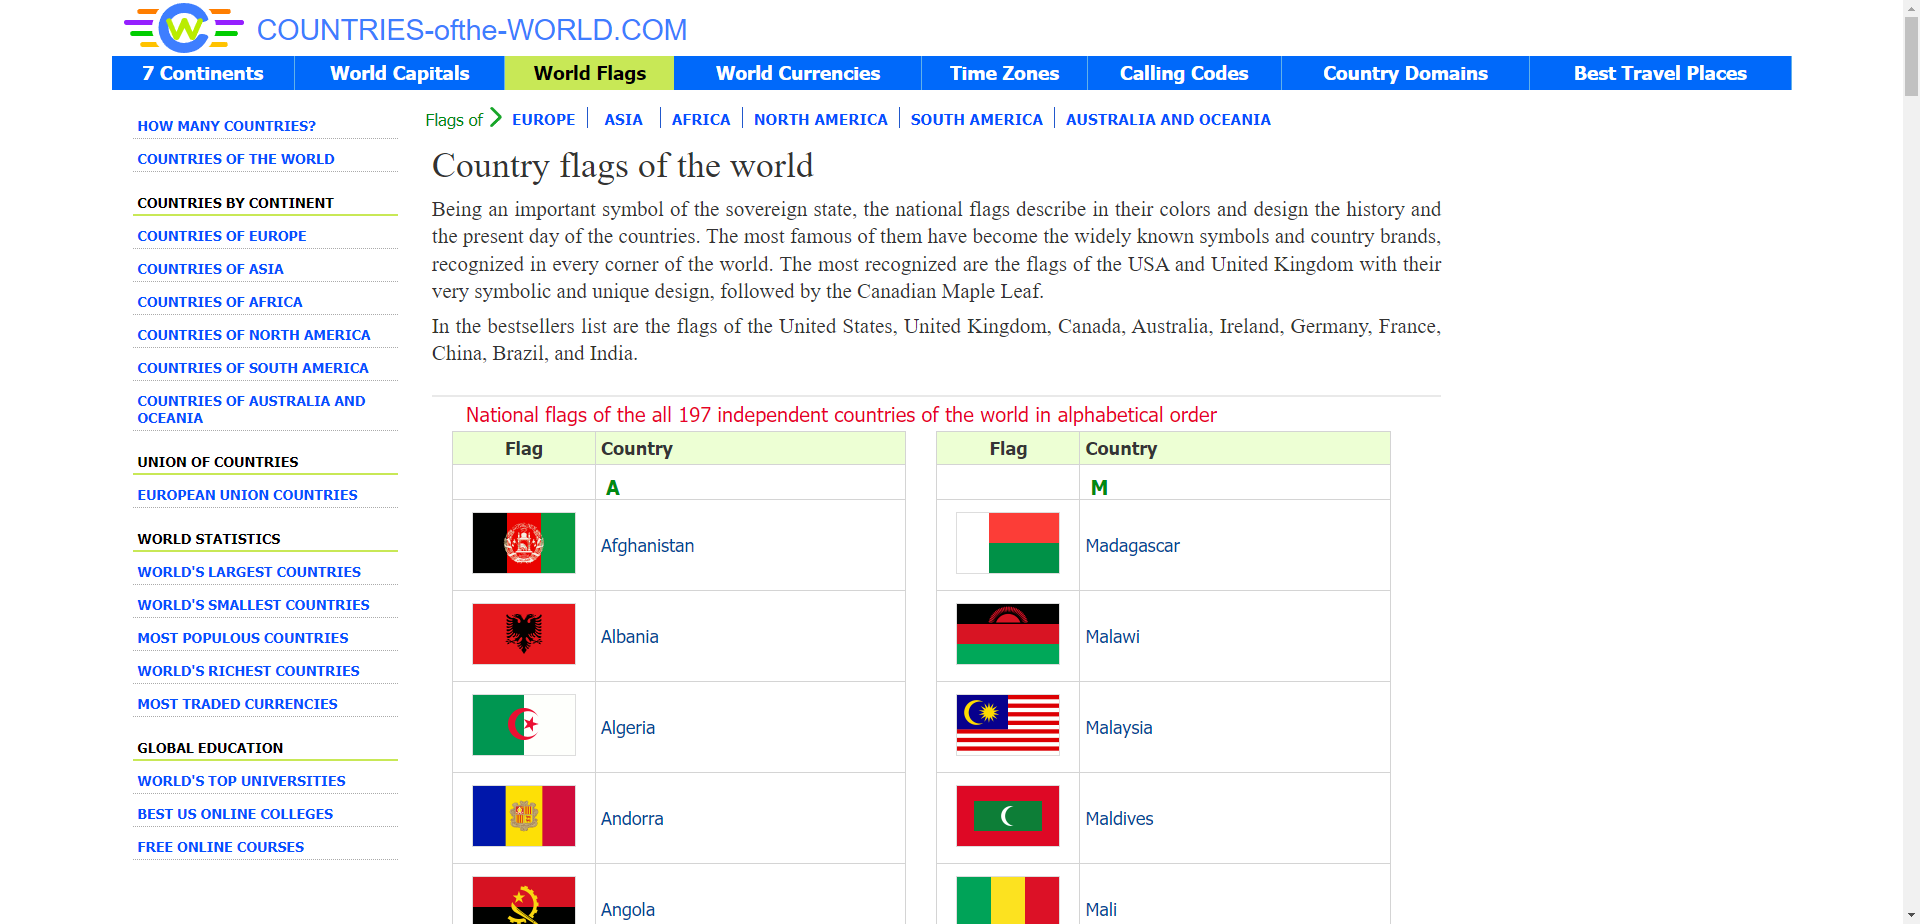 COUNTRIES-ofthe-WORLD.COM
7 Continents World Capitals World Flags World Currencies Time Zones Calling Codes Country Domains Best Travel Places
HOW MANY COUNTRIES?
COUNTRIES OF THE WORLD
COUNTRIES BY CONTINENT
COUNTRIES OF EUROPE
COUNTRIES OF ASIA
COUNTRIES OF AFRICA
COUNTRIES OF NORTH AMERICA
COUNTRIES OF SOUTH AMERICA
COUNTRIES OF AUSTRALIA AND
OCEANIA
UNION OF COUNTRIES
EUROPEAN UNION COUNTRIES
WORLD STATISTICS
WORLD'S LARGEST COUNTRIES
WORLD'S SMALLEST COUNTRIES
MOST POPULOUS COUNTRIES
WORLD'S RICHEST COUNTRIES
MOST TRADED CURRENCIES
GLOBAL EDUCATION
WORLD'S TOP UNIVERSITIES
BEST US ONLINE COLLEGES
FREE ONLINE COURSES
Flags of EUROPE ASIA AFRICA NORTH AMERICA SOUTH AMERICA AUSTRALIA AND OCEANIA
Country flags of the world
Being an important symbol of the sovereign state, the national flags describe in their colors and design the history and
the present day of the countries. The most famous of them have become the widely known symbols and country brands,
recognized in every corner of the world. The most recognized are the flags of the USA and United Kingdom with their
very symbolic and unique design, followed by the Canadian Maple Leaf.
In the bestsellers list are the flags of the United States, United Kingdom, Canada, Australia, Ireland, Germany, France,
China, Brazil, and India.
National flags of the all 197 independent countries of the world in alphabetical order
Flag Country
A
Afghanistan
Albania
Algeria
Andorra
Angola
Flag Country
M
Madagascar
Malawi
Malaysia
Maldives
Mali